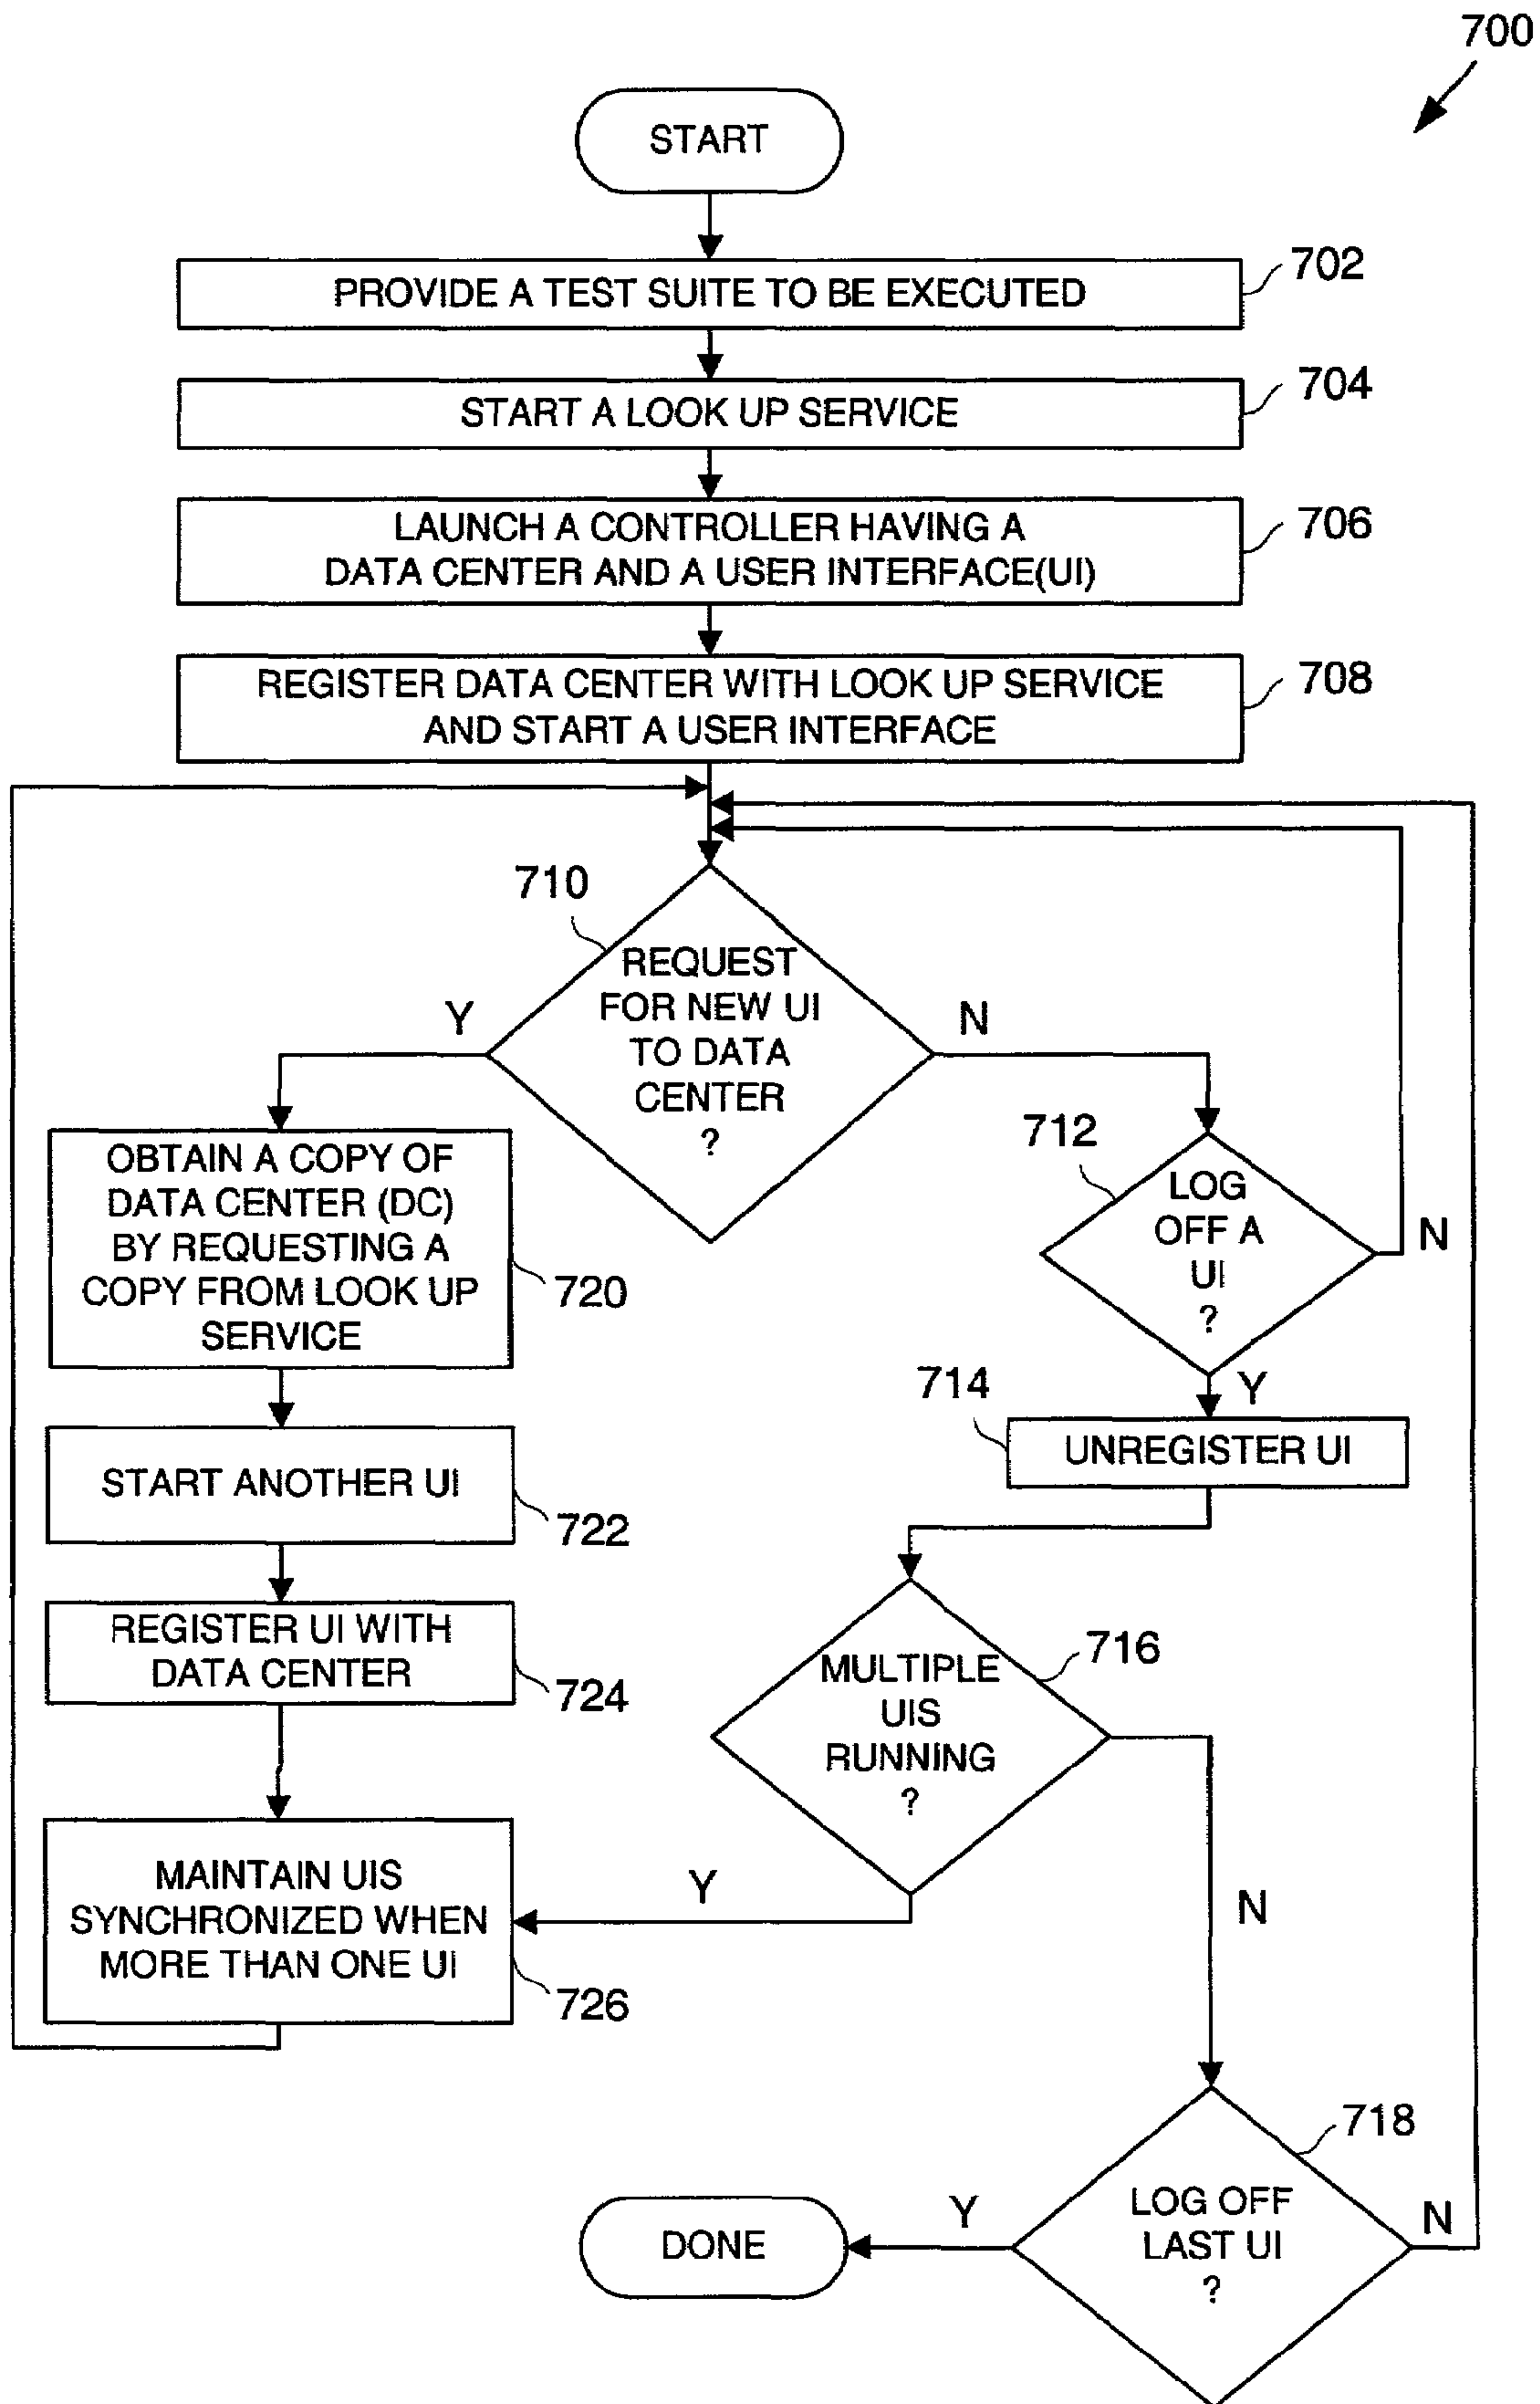 700
START
PROVIDE A TEST SUITE TO BE EXECUTED
702
START A LOOK UP SERVICE
704
LAUNCH A CONTROLLER HAVING A
DATA CENTER AND A USER INTERFACE(UI)
706
REGISTER DATA CENTER WITH LOOK UP SERVICE
AND START A USER INTERFACE
708
710
REQUEST
FOR NEW UI
TO DATA
CENTER
?
Y
N
OBTAIN A COPY OF
DATA CENTER (DC)
BY REQUESTING A
COPY FROM LOOK UP
SERVICE
720
712
LOG
OFF A
UI
?
N
Y
714
UNREGISTER UI
START ANOTHER UI
722
REGISTER UI WITH
DATA CENTER
724
716
MULTIPLE
UIS
RUNNING
?
Y
N
MAINTAIN UIS
SYNCHRONIZED WHEN
MORE THAN ONE UI
726
718
LOG OFF
LAST UI
?
Y
N
DONE